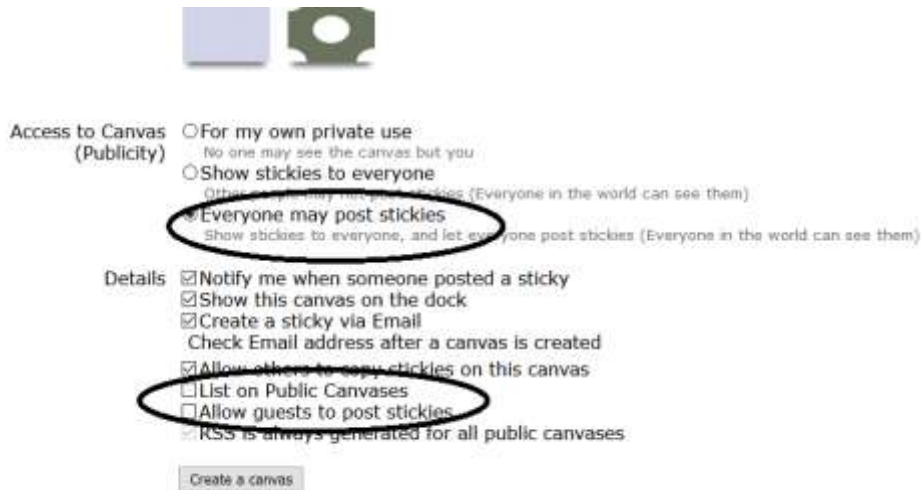 Access to Canvas
(Publicity)
For my own private use
No one may see the canvas but you
Show stickies to everyone
Other people may not post stickies (Everyone in the world can see them)
Everyone may post stickies
Show stickies to everyone, and let everyone post stickies (Everyone in the world can see them)
Details
Notify me when someone posted a sticky
Show this canvas on the dock
Create a sticky via Email
Check Email address after a canvas is created
Allow others to copy stickies on this canvas
List on Public Canvases
Allow guests to post stickies
RSS is always generated for all public canvases
Create a canvas